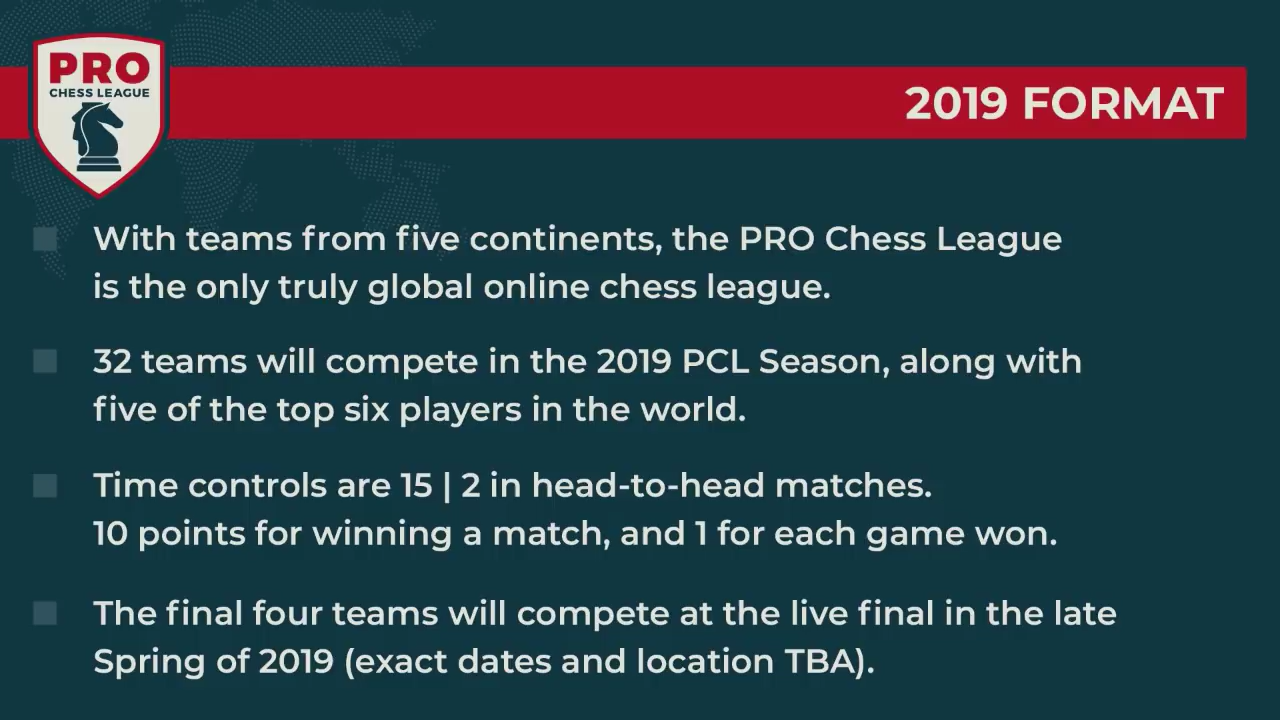 PRO
CHESS LEAGUE
2019 FORMAT
With teams from five continents, the PRO Chess League
is the only truly global online chess league.
32 teams will compete in the 2019 PCL Season, along with
five of the top six players in the world.
Time controls are 15 | 2 in head-to-head matches.
10 points for winning a match, and 1 for each game won.
The final four teams will compete at the live final in the late
Spring of 2019 (exact dates and location TBA).